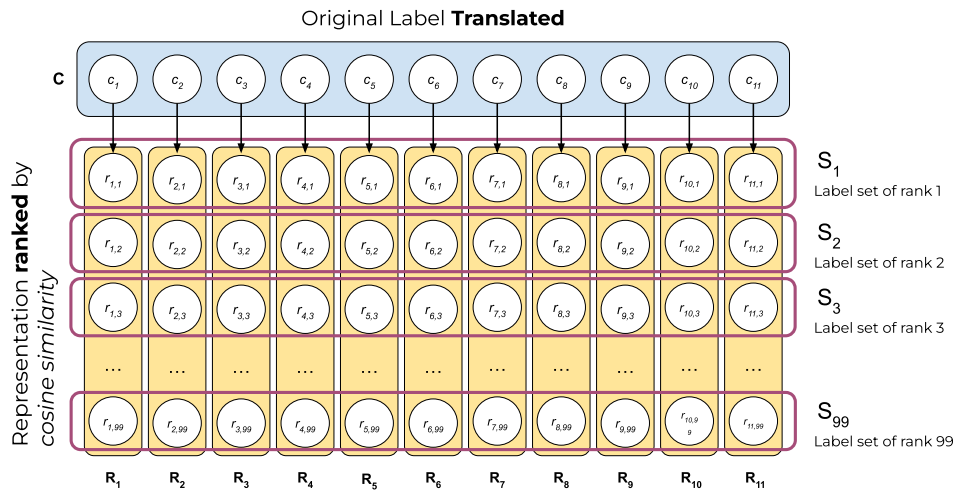 Original Label Translated
C c1 c2 c3 c4 c5 c6 c7 c8 c9 c10 c11
Representation ranked by
cosine similarity
r1,1 r2,1 r3,1 r4,1 r5,1 r6,1 r7,1 r8,1 r9,1 r10,1 r11,1
S1
Label set of rank 1
r1,2 r2,2 r3,2 r4,2 r5,2 r6,2 r7,2 r8,2 r9,2 r10,2 r11,2
S2
Label set of rank 2
r1,3 r2,3 r3,3 r4,3 r5,3 r6,3 r7,3 r8,3 r9,3 r10,3 r11,3
S3
Label set of rank 3
... ... ... ... ... ... ... ... ... ... ...
r1,99 r2,99 r3,99 r4,99 r5,99 r6,99 r7,99 r8,99 r9,99 r10,99 r11,99
S99
Label set of rank 99
R1 R2 R3 R4 R5 R6 R7 R8 R9 R10 R11